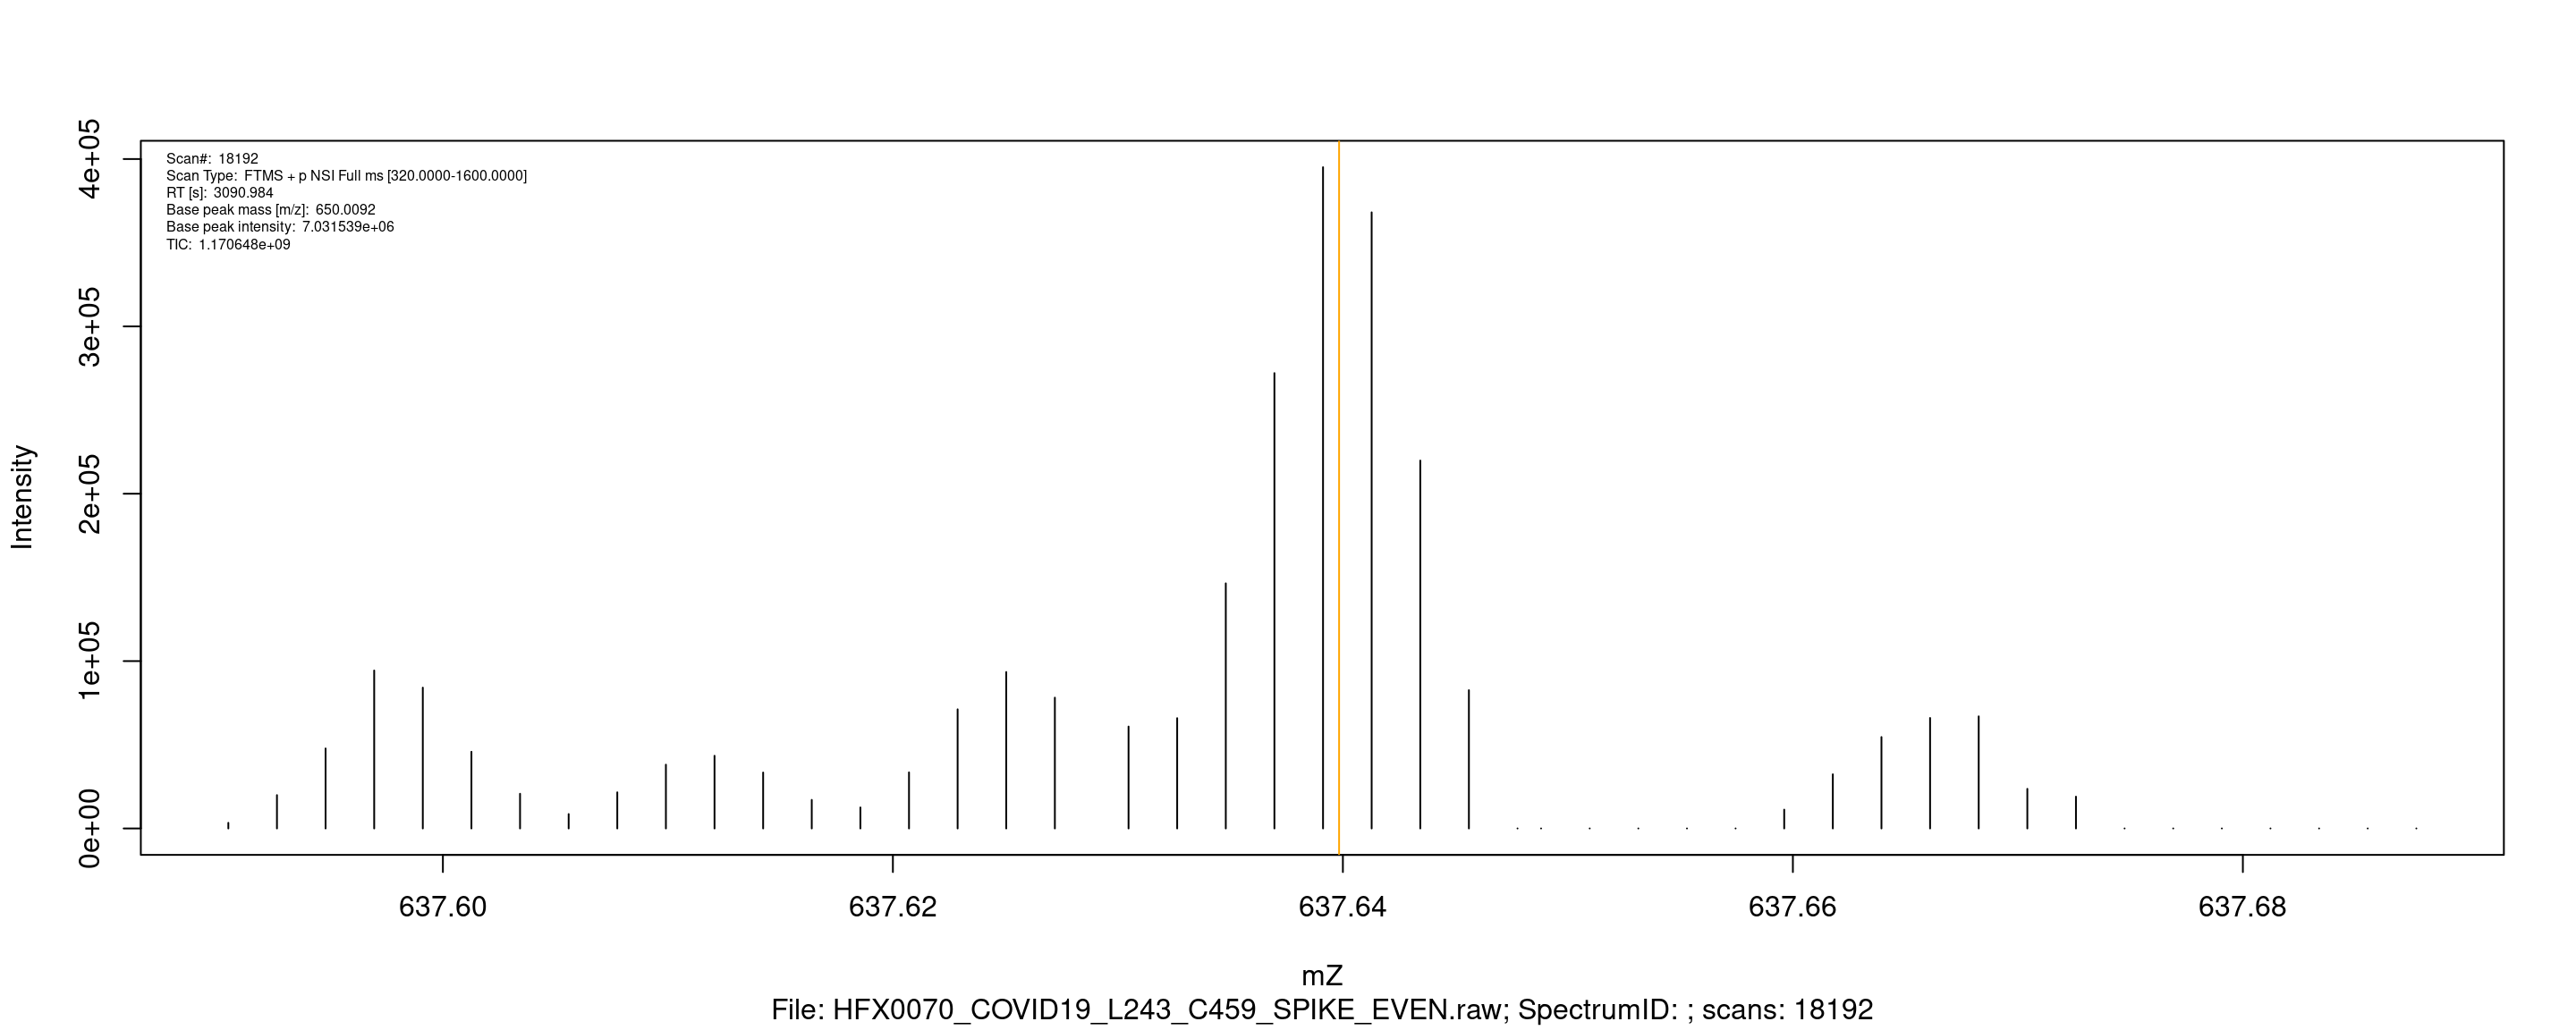 Scan#: 18192
Scan Type: FTMS + p NSI Full ms [320.0000-1600.0000]
RT [s]: 3090.984
Base peak mass [m/z]: 650.0092
Base peak intensity: 7.031539e+06
TIC: 1.170648e+09
4e+05
3e+05
2e+05
1e+05
0e+00
Intensity
637.60 637.62 637.64 637.66 637.68
mZ
File: HFX0070_COVID19_L243_C459_SPIKE_EVEN.raw; SpectrumID: ; scans: 18192